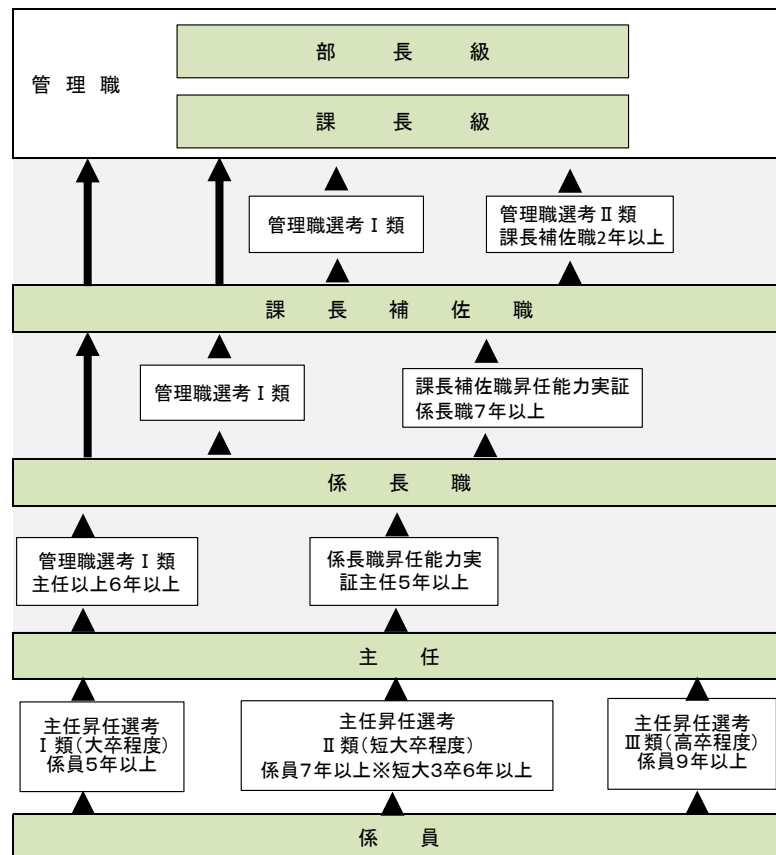 部長級
管理職
課長級
管理職選考Ⅰ類
管理職選考Ⅱ類
課長補佐職2年以上
課長補佐職
管理職選考Ⅰ類
課長補佐職昇任能力実証
係長職7年以上
係長職
管理職選考Ⅰ類
主任以上6年以上
係長職昇任能力実
証主任5年以上
主任
主任昇任選考
Ⅰ類(大卒程度)
係員5年以上
主任昇任選考
Ⅱ類(短大卒程度)
係員7年以上※短大3卒6年以上
主任昇任選考
Ⅲ類(高卒程度)
係員9年以上
係員